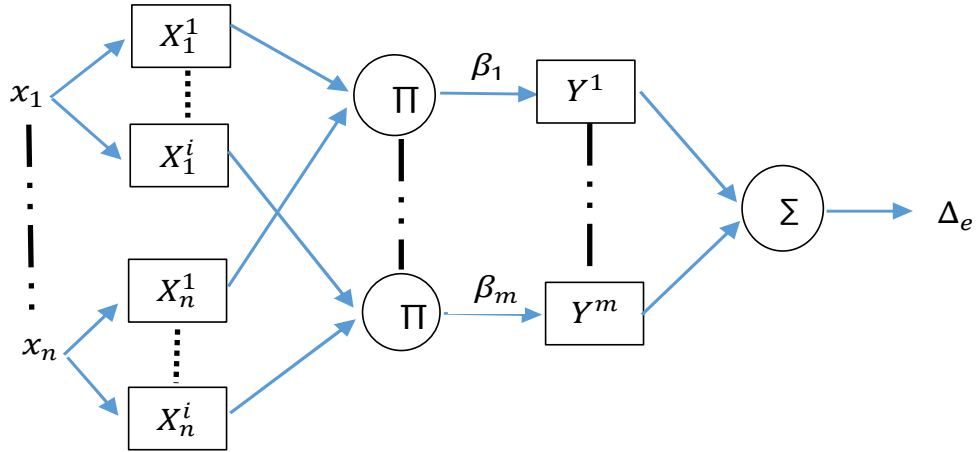 X_1^1
x_1
X_1^i
∏
β_1
Y^1
∑
Δ_e
X_n^1
x_n
X_n^i
∏
β_m
Y^m